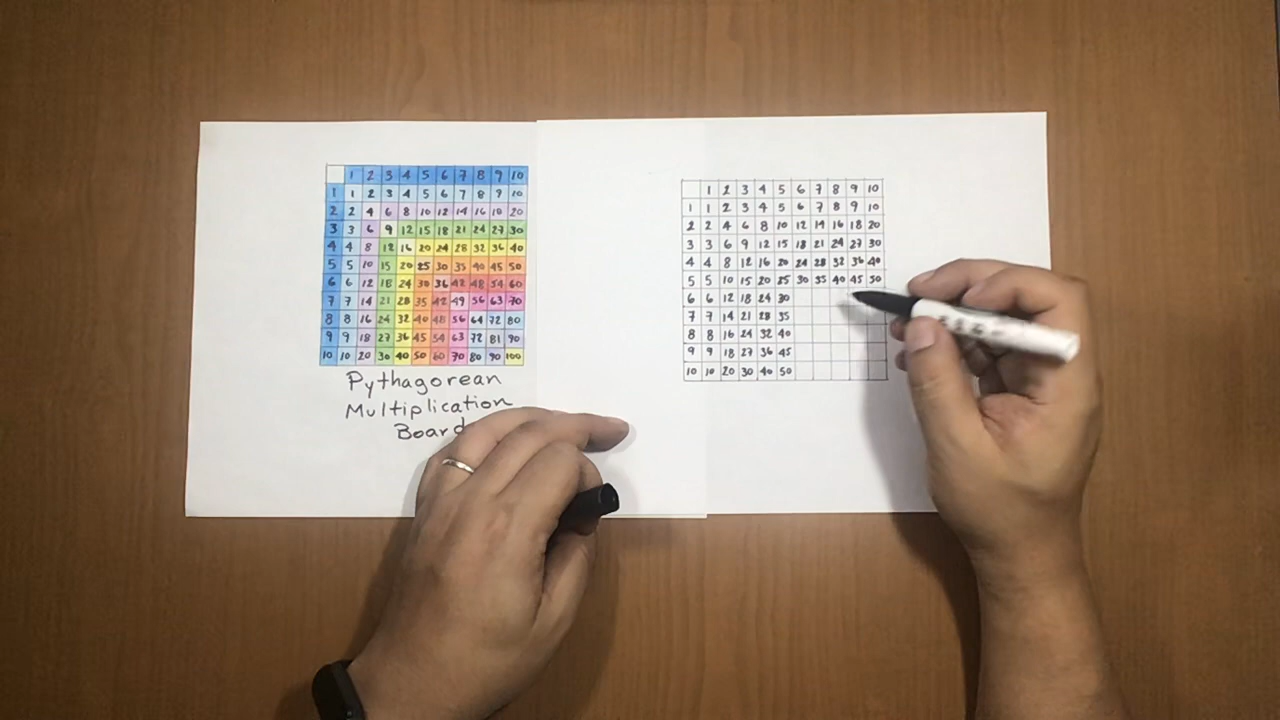 1 2 3 4 5 6 7 8 9 10
1 1 2 3 4 5 6 7 8 9 10
2 2 4 6 8 10 12 14 16 10 20
3 3 6 9 12 15 18 21 24 27 30
4 4 8 12 16 20 24 28 32 36 40
5 5 10 15 20 25 30 35 40 45 50
6 6 12 18 24 30 36 42 48 54 60
7 7 14 21 28 35 42 49 56 63 70
8 8 16 24 32 40 48 56 64 72 80
9 9 18 27 36 45 54 63 72 81 90
10 10 20 30 40 50 60 70 80 90 100
Pythagorean
Multiplication
Board
1 2 3 4 5 6 7 8 9 10
1 1 2 3 4 5 6 7 8 9 10
2 2 4 6 8 10 12 14 16 18 20
3 3 6 9 12 15 18 21 24 27 30
4 4 8 12 16 20 24 28 32 36 40
5 5 10 15 20 25 30 35 40 45 50
6 6 12 18 24 30
7 7 14 21 28 35
8 8 16 24 32 40
9 9 18 27 36 45
10 10 20 30 40 50